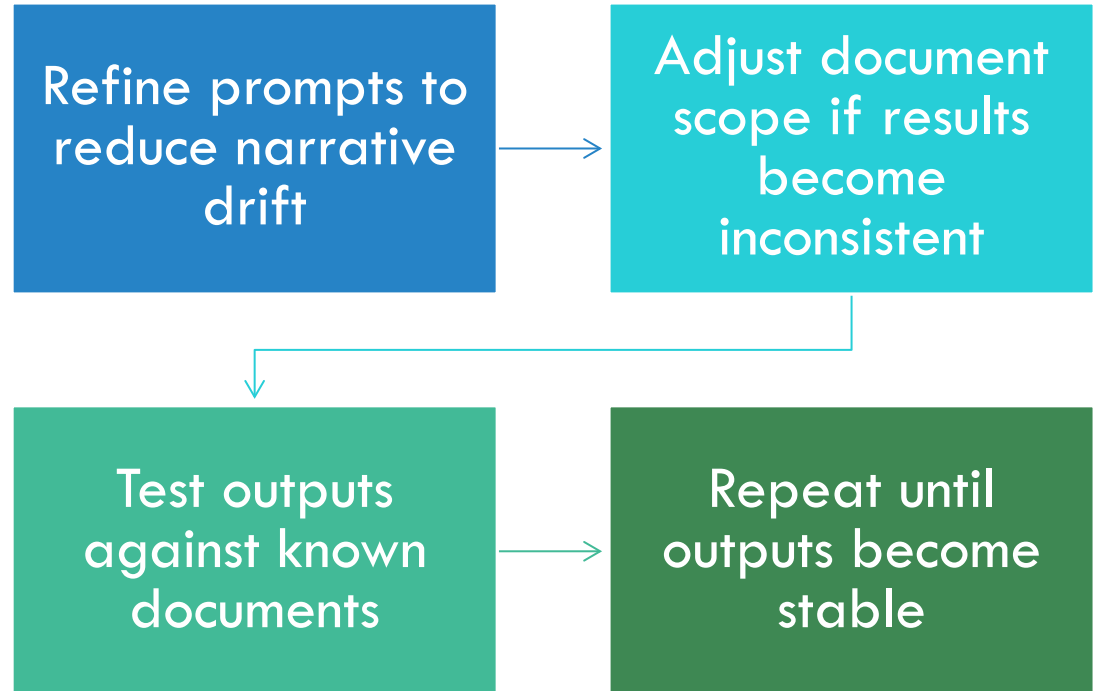 Refine prompts to
reduce narrative
drift
Adjust document
scope if results
become
inconsistent
Test outputs
against known
documents
Repeat until
outputs become
stable